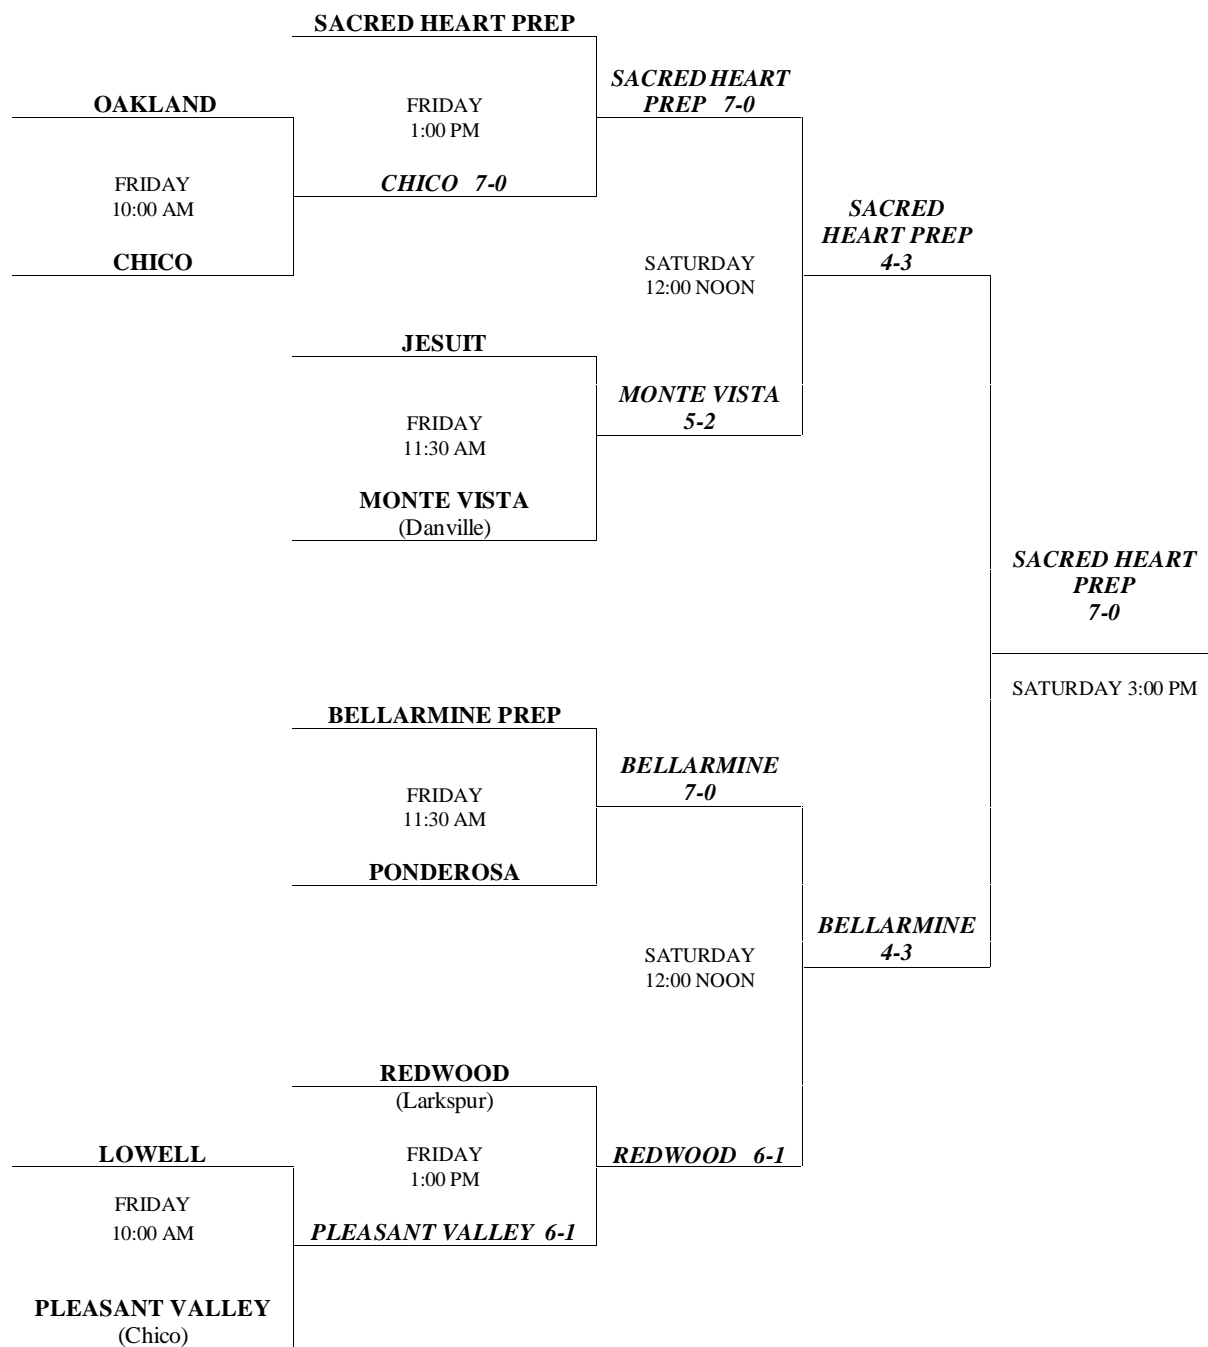 SACRED HEART PREP
SACRED HEART
PREP 7-0
OAKLAND
FRIDAY
1:00 PM
FRIDAY
10:00 AM
CHICO 7-0
SACRED
HEART PREP
4-3
CHICO
SATURDAY
12:00 NOON
JESUIT
MONTE VISTA
5-2
FRIDAY
11:30 AM
MONTE VISTA
(Danville)
SACRED HEART
PREP
7-0
SATURDAY 3:00 PM
BELLARMINE PREP
BELLARMINE
7-0
FRIDAY
11:30 AM
PONDEROSA
BELLARMINE
4-3
SATURDAY
12:00 NOON
REDWOOD
(Larkspur)
LOWELL
FRIDAY
1:00 PM
REDWOOD 6-1
FRIDAY
10:00 AM
PLEASANT VALLEY 6-1
PLEASANT VALLEY
(Chico)